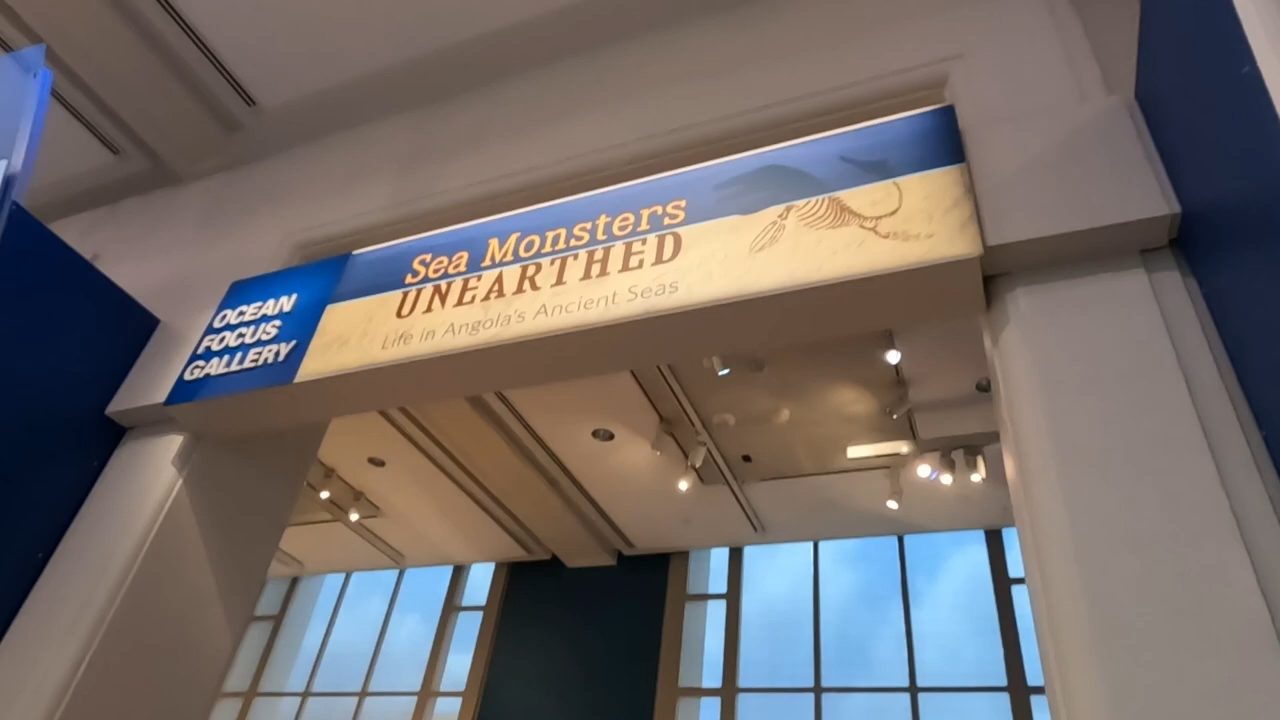 OCEAN
FOCUS
GALLERY
Sea Monsters
UNEARTHED
Life in Angola's Ancient Seas